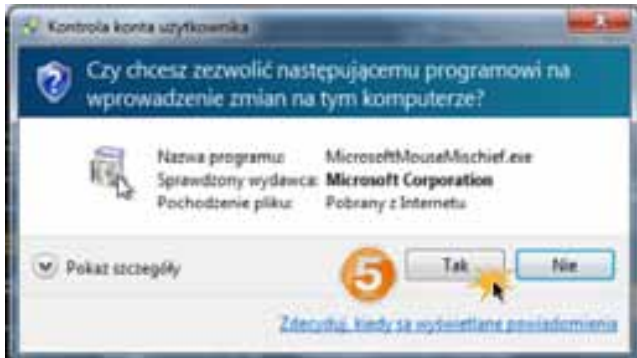 Kontrola konta użytkownika
Czy chcesz zezwolić następującemu programowi na
wprowadzenie zmian na tym komputerze?
Nazwa programu: MicrosoftMouseMischief.exe
Sprawdzony wydawca: Microsoft Corporation
Pochodzenie pliku: Pobrany z Internetu
Pokaż szczegóły
5
Tak
Nie
Zdecyduj, kiedy są wyświetlane powiadomienia